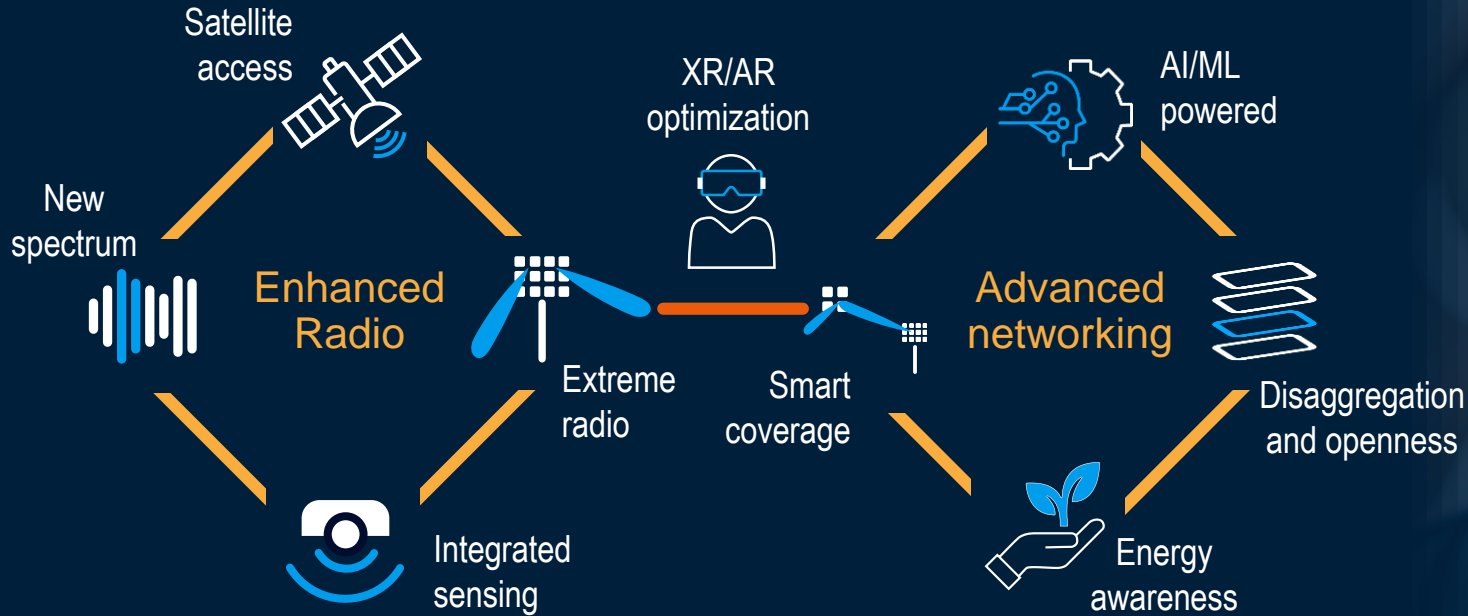 Satellite
access
XR/AR
optimization
AI/ML
powered
New
spectrum
Enhanced
Radio
Advanced
networking
Extreme
radio
Smart
coverage
Disaggregation
and openness
Integrated
sensing
Energy
awareness